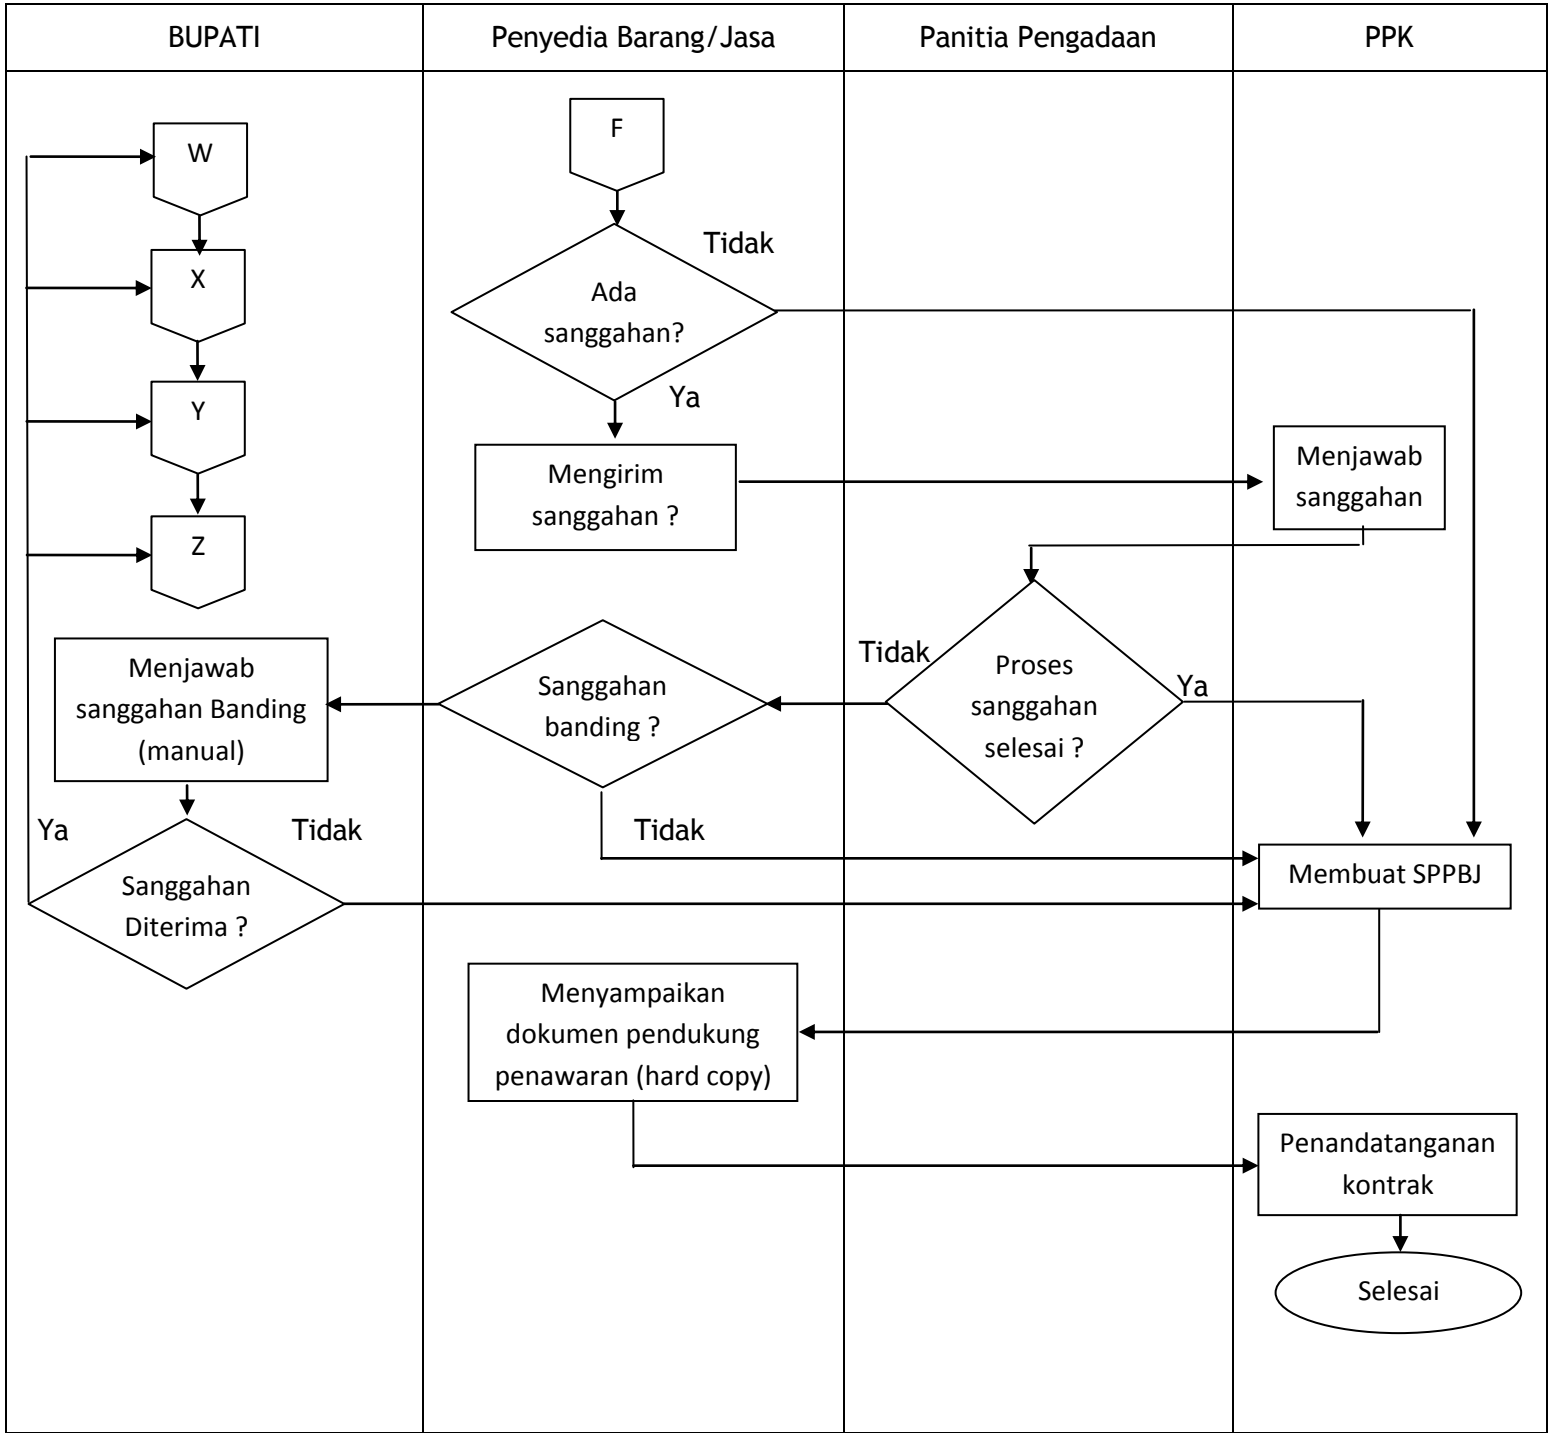 BUPATI
Penyedia Barang/Jasa
Panitia Pengadaan
PPK
W
X
Y
Z
F
Tidak
Ada
sanggahan?
Ya
Mengirim
sanggahan ?
Menjawab
sanggahan
Tidak
Proses
sanggahan
selesai ?
Ya
Sanggahan
banding ?
Tidak
Menjawab
sanggahan Banding
(manual)
Ya
Tidak
Sanggahan
Diterima ?
Membuat SPPBJ
Menyampaikan
dokumen pendukung
penawaran (hard copy)
Penandatanganan
kontrak
Selesai